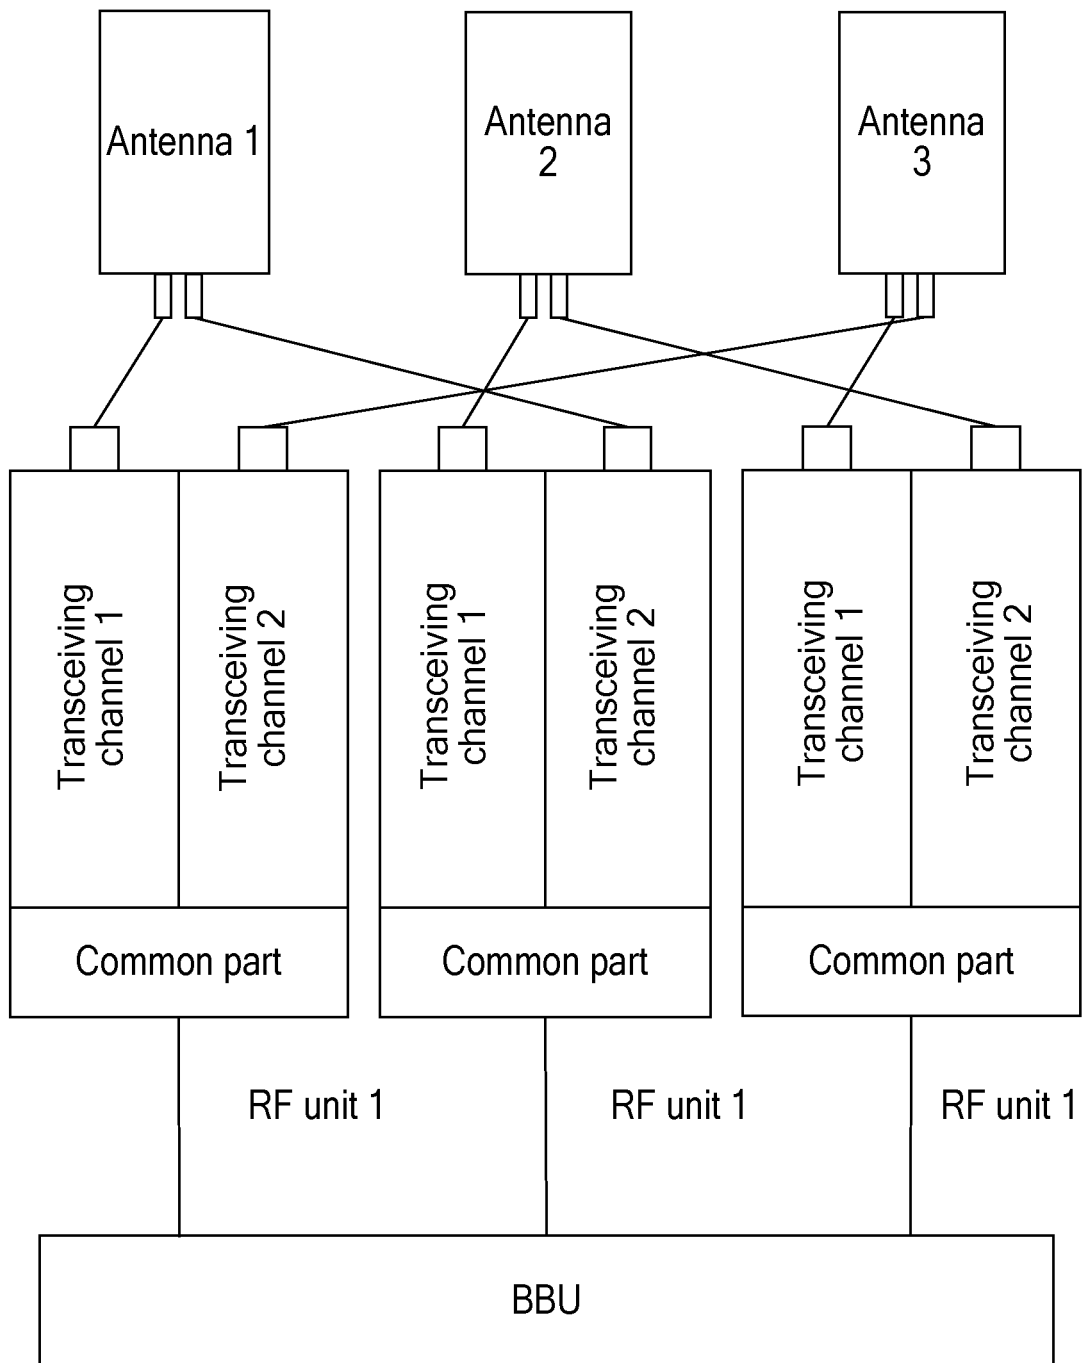 Antenna 1
Antenna
2
Antenna
3
Transceiving
channel 1
Transceiving
channel 2
Transceiving
channel 1
Transceiving
channel 2
Transceiving
channel 1
Transceiving
channel 2
Common part
Common part
Common part
RF unit 1
RF unit 1
RF unit 1
BBU